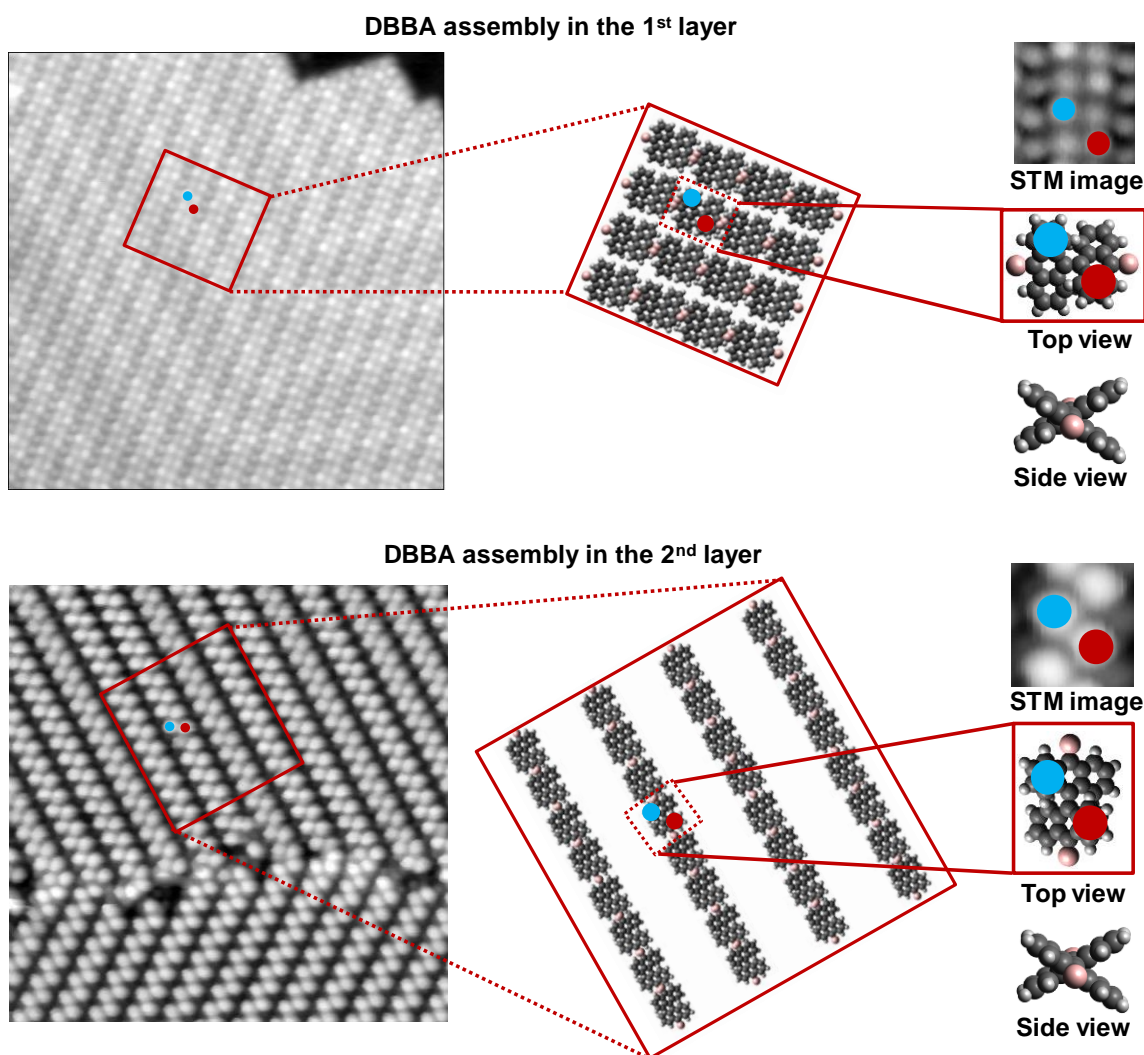 DBBA assembly in the 1st layer
STM image
Top view
Side view
DBBA assembly in the 2nd layer
STM image
Top view
Side view